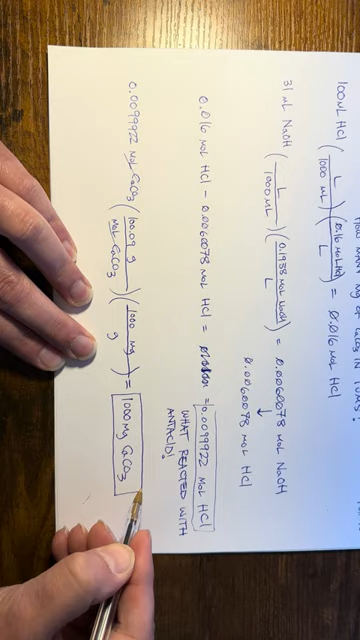 MG OF CaCO3 IN TUMS?
100 mL HCl (L / 1000 mL) (0.16 mol HCl / L) = 0.016 mol HCl
31 mL NaOH (L / 1000 mL) (0.1938 mol NaOH / L) = 0.0060078 mol NaOH
↓
0.0060078 mol HCl
0.016 mol HCl - 0.0060078 mol HCl = 0.0099922 mol HCl
WHAT REACTED WITH
ANTACID.
0.0099922 mol CaCO3 (100.09 g / mol CaCO3) (1000 mg / g) = 1000 mg CaCO3